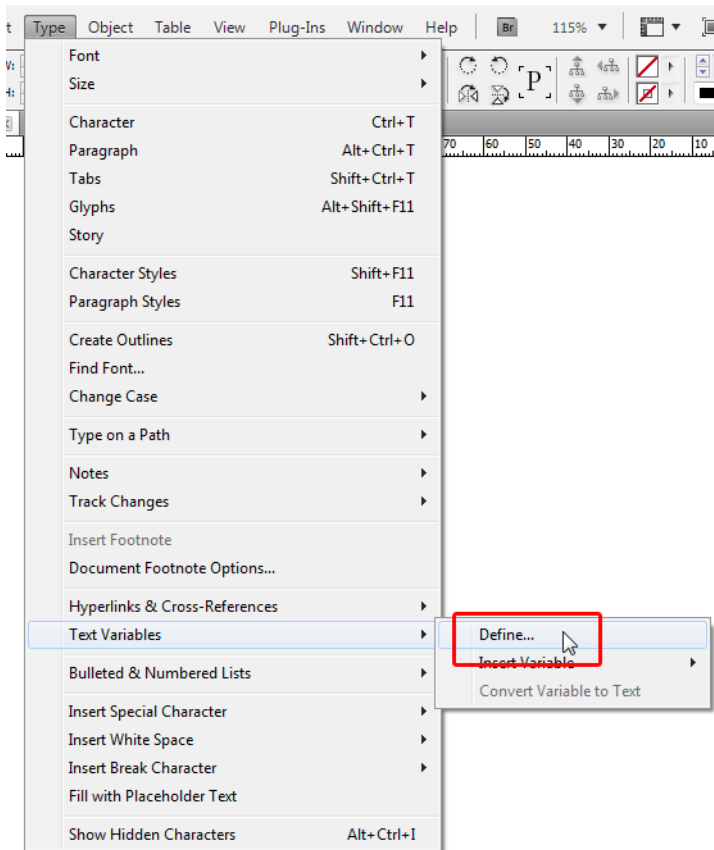 t Type Object Table View Plug-Ins Window Help Br 115%
W:
H:
P
70 60 50 40 30 20 10
Font
Size
Character Ctrl+T
Paragraph Alt+Ctrl+T
Tabs Shift+Ctrl+T
Glyphs Alt+Shift+F11
Story
Character Styles Shift+F11
Paragraph Styles F11
Create Outlines Shift+Ctrl+O
Find Font...
Change Case
Type on a Path
Notes
Track Changes
Insert Footnote
Document Footnote Options...
Hyperlinks & Cross-References
Text Variables
Define...
Insert Variable
Convert Variable to Text
Bulleted & Numbered Lists
Insert Special Character
Insert White Space
Insert Break Character
Fill with Placeholder Text
Show Hidden Characters Alt+Ctrl+I